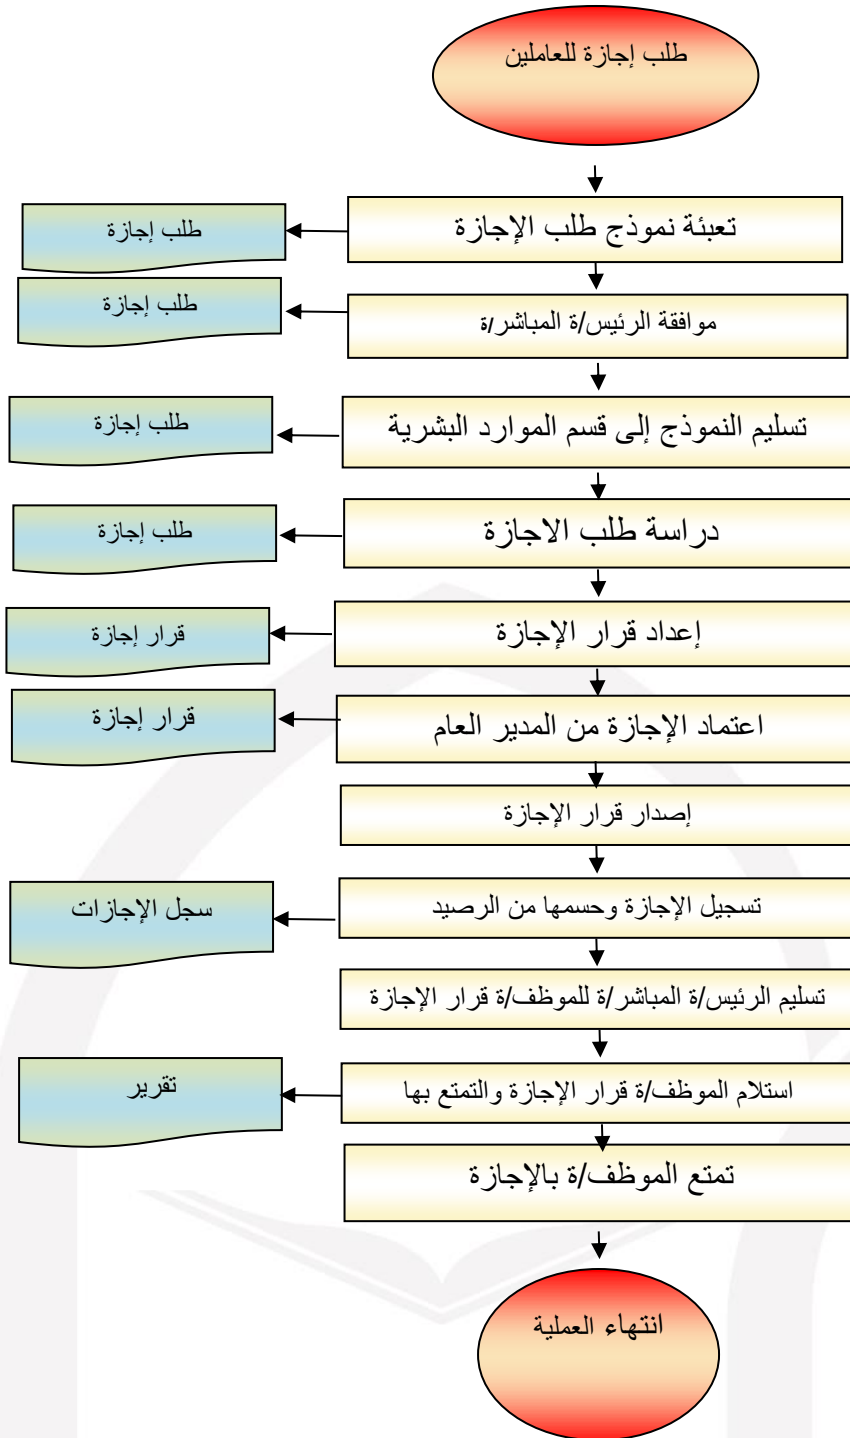 طلب إجازة للعاملين
تعبئة نموذج طلب الإجازة
طلب إجازة
موافقة الرئيس/ة المباشر/ة
طلب إجازة
تسليم النموذج إلى قسم الموارد البشرية
طلب إجازة
دراسة طلب الاجازة
طلب إجازة
إعداد قرار الإجازة
قرار إجازة
اعتماد الإجازة من المدير العام
قرار إجازة
إصدار قرار الإجازة
تسجيل الإجازة وحسمها من الرصيد
سجل الإجازات
تسليم الرئيس/ة المباشر/ة للموظف/ة قرار الإجازة
استلام الموظف/ة قرار الإجازة والتمتع بها
تقرير
تمتع الموظف/ة بالإجازة
انتهاء العملية